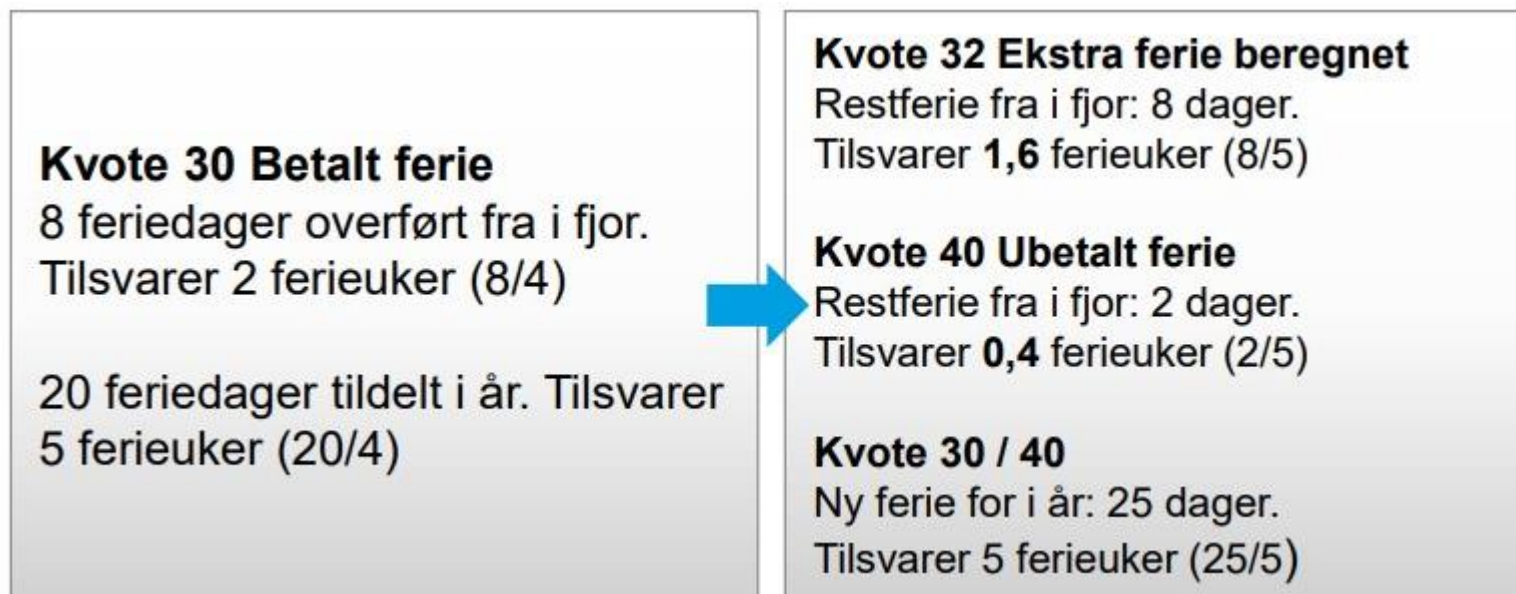 Kvote 30 Betalt ferie
8 feriedager overført fra i fjor.
Tilsvarer 2 ferieuker (8/4)
20 feriedager tildelt i år. Tilsvarer
5 ferieuker (20/4)
Kvote 32 Ekstra ferie beregnet
Restferie fra i fjor: 8 dager.
Tilsvarer 1,6 ferieuker (8/5)
Kvote 40 Ubetalt ferie
Restferie fra i fjor: 2 dager.
Tilsvarer 0,4 ferieuker (2/5)
Kvote 30 / 40
Ny ferie for i år: 25 dager.
Tilsvarer 5 ferieuker (25/5)